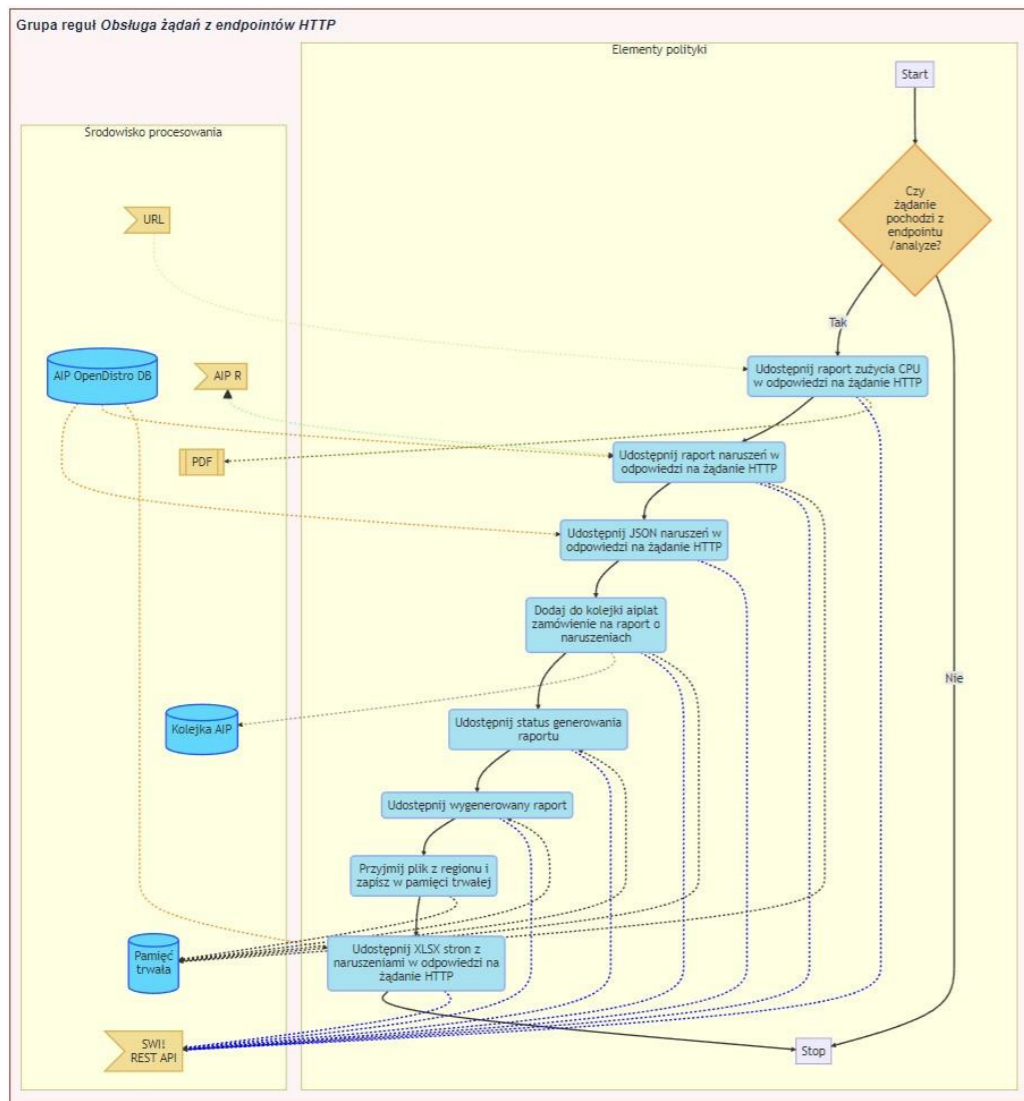 Grupa reguł Obsługa żądań z endpointów HTTP
Elementy polityki
Start
Środowisko procesowania
Czy
żądanie
pochodzi z
endpointu
/analyze?
URL
Tak
AIP OpenDistro DB
AIP R
Udostępnij raport zużycia CPU
w odpowiedzi na żądanie HTTP
PDF
Udostępnij raport naruszeń w
odpowiedzi na żądanie HTTP
Udostępnij JSON naruszeń w
odpowiedzi na żądanie HTTP
Dodaj do kolejki aiplat
zamówienie na raport o
naruszeniach
Nie
Kolejka AIP
Udostępnij status generowania
raportu
Udostępnij wygenerowany raport
Przyjmij plik z regionu i
zapisz w pamięci trwałej
Pamięć
trwała
Udostępnij XLSX stron z
naruszeniami w odpowiedzi na
żądanie HTTP
SWI!
REST API
Stop